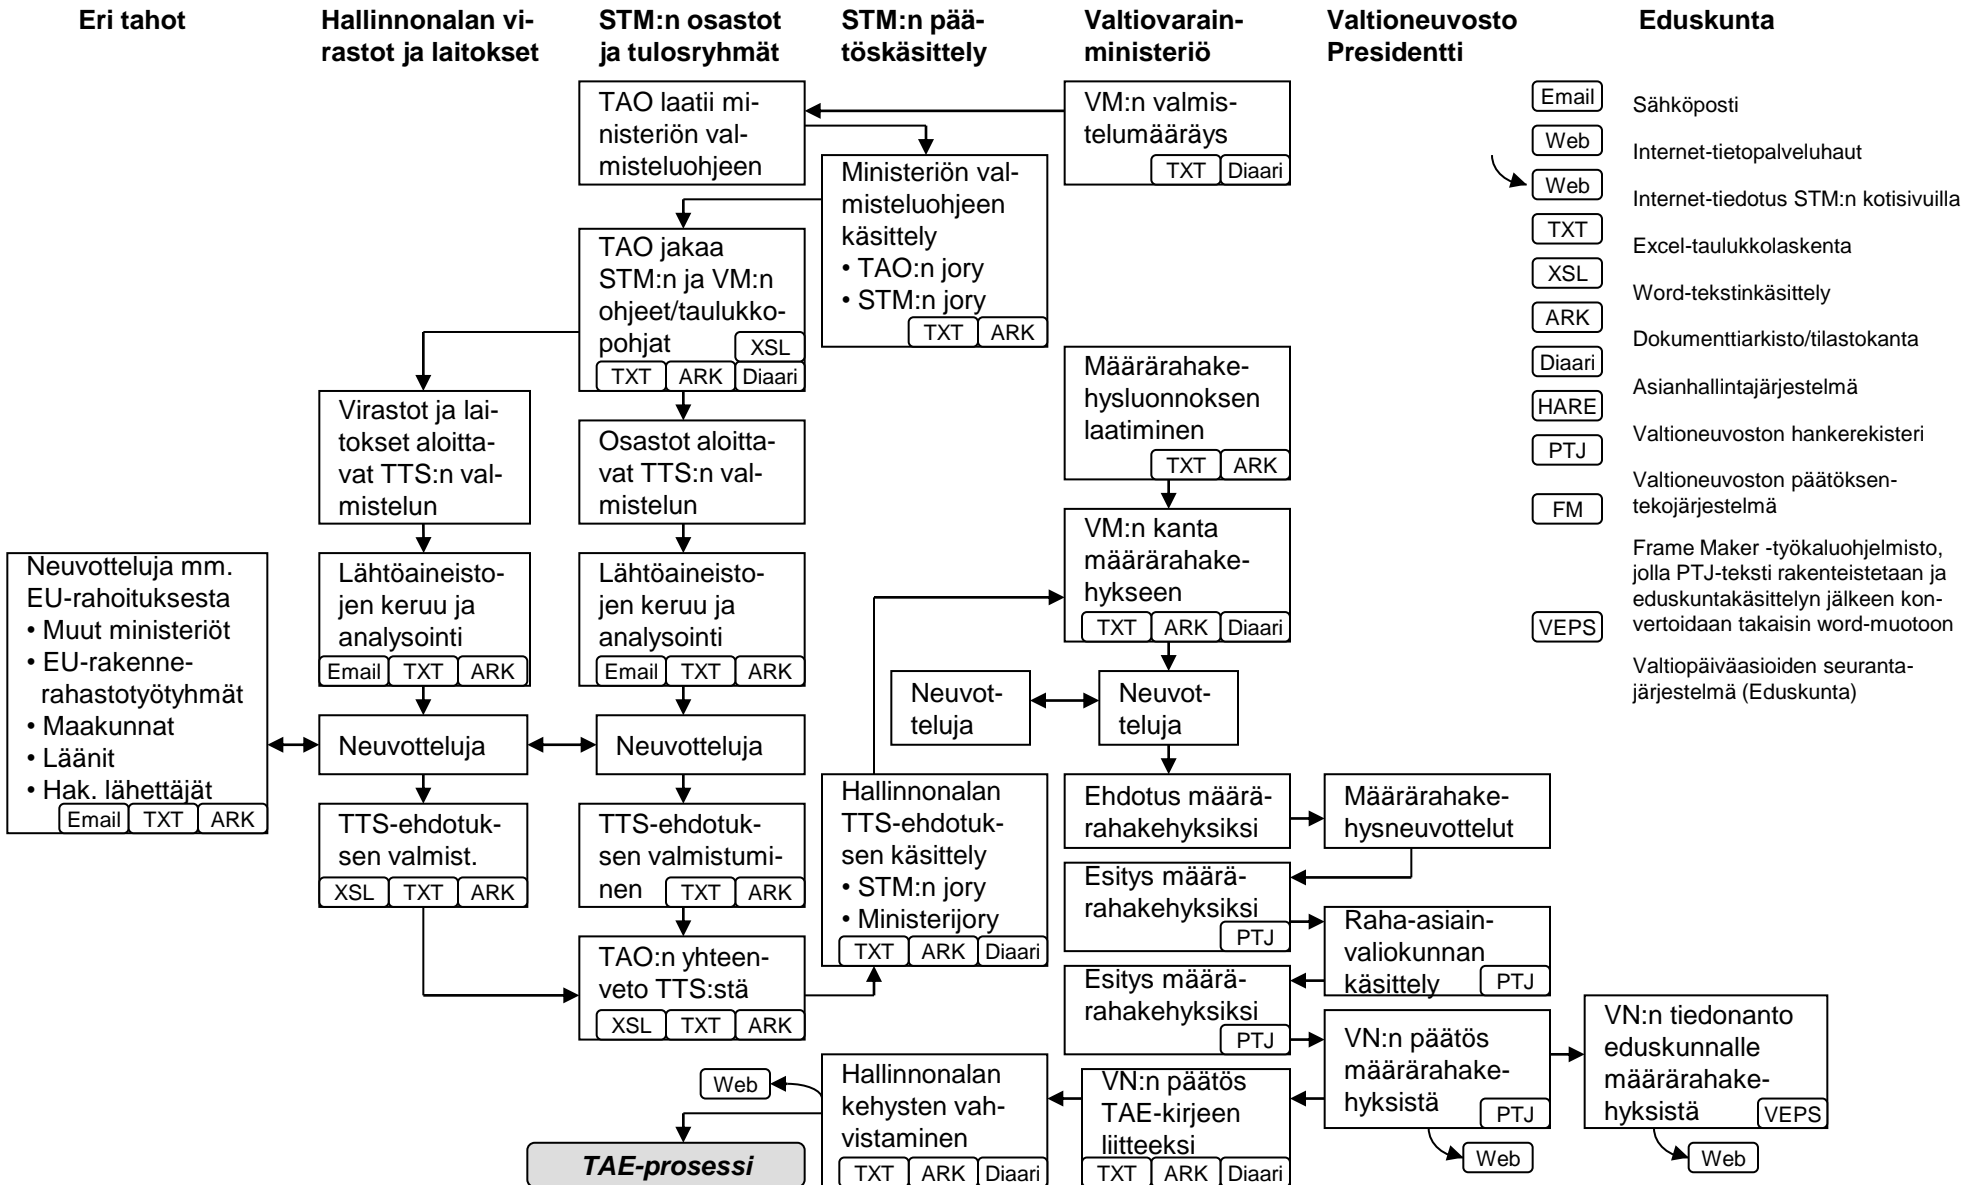 Eri tahot
Hallinnonalan vi-
rastot ja laitokset
STM:n osastot
ja tulosryhmät
STM:n pää-
töskäsittely
Valtiovarain-
ministeriö
Valtioneuvosto
Presidentti
Eduskunta
TAO laatii mi-
nisteriön val-
misteluohjeen
VM:n valmis-
telumääräys
TXT Diaari
Ministeriön val-
misteluohjeen
käsittely
• TAO:n jory
• STM:n jory
TXT ARK
TAO jakaa
STM:n ja VM:n
ohjeet/taulukko-
pohjat XSL
TXT ARK Diaari
Virastot ja lai-
tokset aloitta-
vat TTS:n val-
mistelun
Osastot aloitta-
vat TTS:n val-
mistelun
Määrärahake-
hysluonnoksen
laatiminen
TXT ARK
VM:n kanta
määrärahake-
hykseen
TXT ARK Diaari
Neuvotteluja mm.
EU-rahoituksesta
• Muut ministeriöt
• EU-rakenne-
rahastotyötyhmät
• Maakunnat
• Läänit
• Hak. lähettäjät
Email TXT ARK
Lähtöaineisto-
jen keruu ja
analysointi
Email TXT ARK
Lähtöaineisto-
jen keruu ja
analysointi
Email TXT ARK
Neuvotteluja
Neuvotteluja
Neuvot-
teluja
Neuvot-
teluja
TTS-ehdotuk-
sen valmist.
XSL TXT ARK
TTS-ehdotuk-
sen valmistumi-
nen TXT ARK
TAO:n yhteen-
veto TTS:stä
XSL TXT ARK
Hallinnonalan
TTS-ehdotuk-
sen käsittely
• STM:n jory
• Ministerijory
TXT ARK Diaari
Ehdotus määrä-
rahakehyksiksi
Määrärahake-
hysneuvottelut
Esitys määrä-
rahakehyksiksi
PTJ
Raha-asiain-
valiokunnan
käsittely PTJ
Esitys määrä-
rahakehyksiksi
PTJ
VN:n päätös
määrärahake-
hyksistä
PTJ
Web
VN:n tiedonanto
eduskunnalle
määrärahake-
hyksistä VEPS
Web
VN:n päätös
TAE-kirjeen
liitteeksi
TXT ARK Diaari
Hallinnonalan
kehysten vah-
vistaminen
TXT ARK Diaari
Web
TAE-prosessi
Email
Sähköposti
Web
Internet-tietopalveluhaut
Web
Internet-tiedotus STM:n kotisivuilla
TXT
Excel-taulukkolaskenta
XSL
Word-tekstinkäsittely
ARK
Dokumenttiarkisto/tilastokanta
Diaari
Asianhallintajärjestelmä
HARE
Valtioneuvoston hankerekisteri
PTJ
Valtioneuvoston päätöksen-
tekojärjestelmä
FM
Frame Maker -työkaluohjelmisto,
jolla PTJ-teksti rakenteistetaan ja
eduskuntakäsittelyn jälkeen kon-
vertoidaan takaisin word-muotoon
VEPS
Valtiopäiväasioiden seuranta-
järjestelmä (Eduskunta)